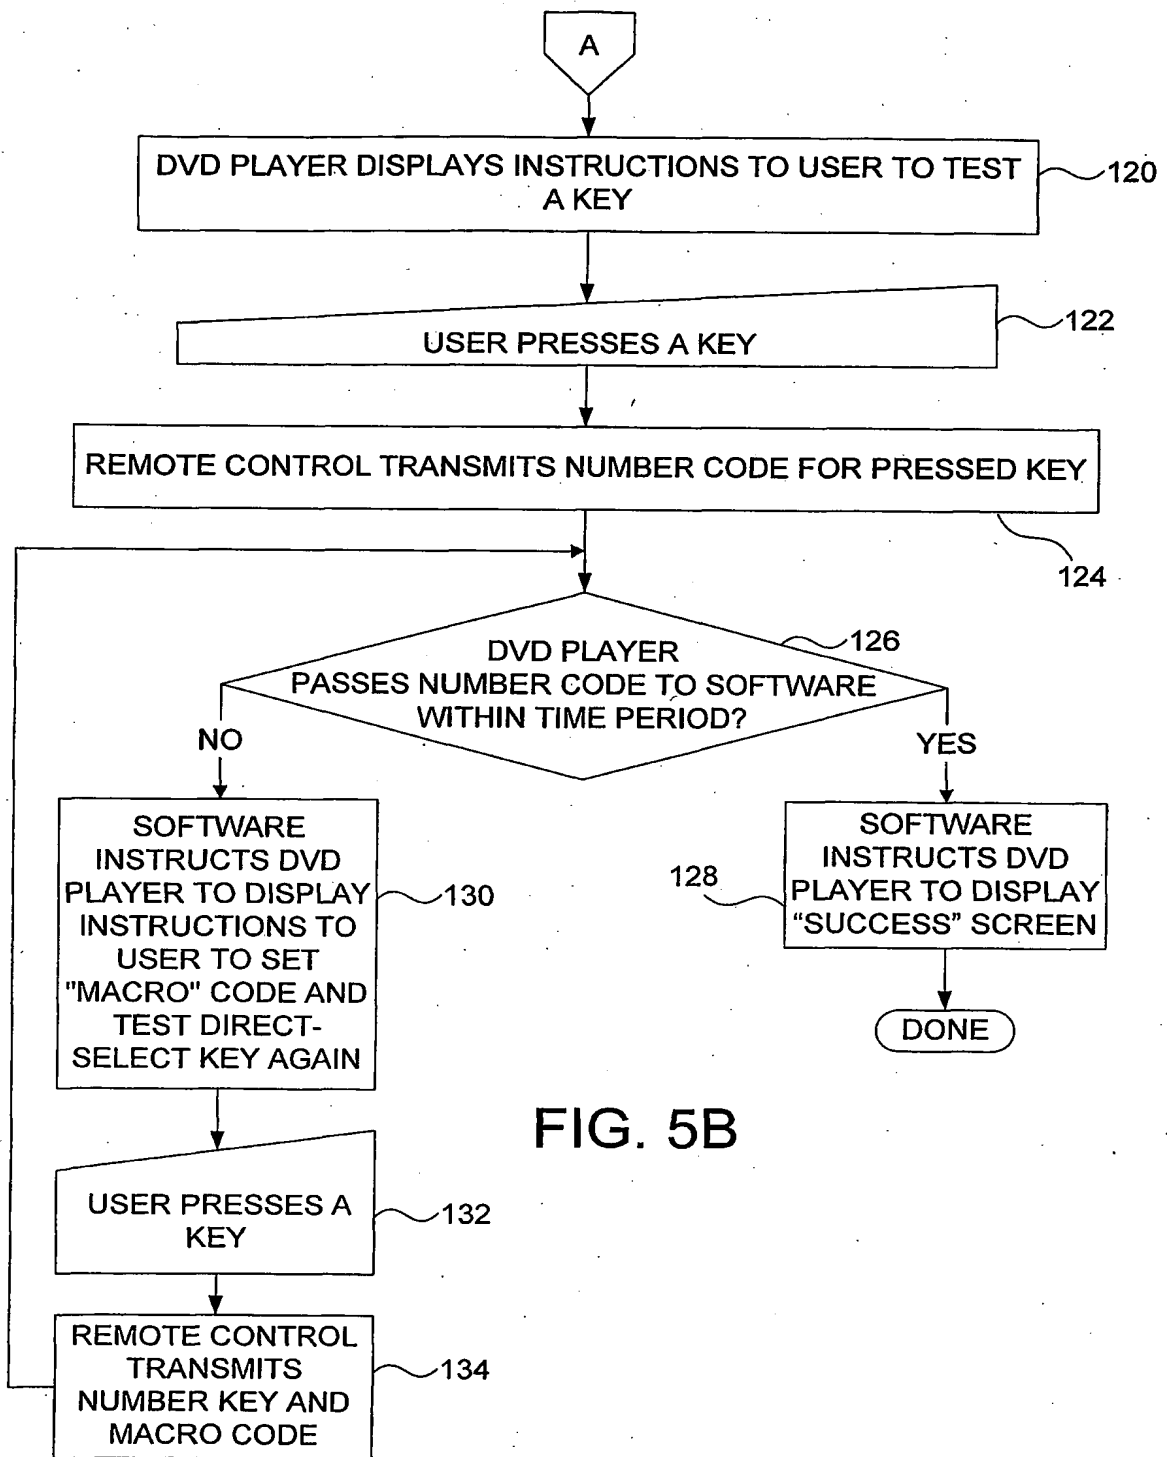 A
DVD PLAYER DISPLAYS INSTRUCTIONS TO USER TO TEST
A KEY
120
USER PRESSES A KEY
122
REMOTE CONTROL TRANSMITS NUMBER CODE FOR PRESSED KEY
124
DVD PLAYER
PASSES NUMBER CODE TO SOFTWARE
WITHIN TIME PERIOD?
126
NO
YES
SOFTWARE
INSTRUCTS DVD
PLAYER TO DISPLAY
INSTRUCTIONS TO
USER TO SET
"MACRO" CODE AND
TEST DIRECT-
SELECT KEY AGAIN
130
SOFTWARE
INSTRUCTS DVD
PLAYER TO DISPLAY
“SUCCESS” SCREEN
128
DONE
FIG. 5B
USER PRESSES A
KEY
132
REMOTE CONTROL
TRANSMITS
NUMBER KEY AND
MACRO CODE
134